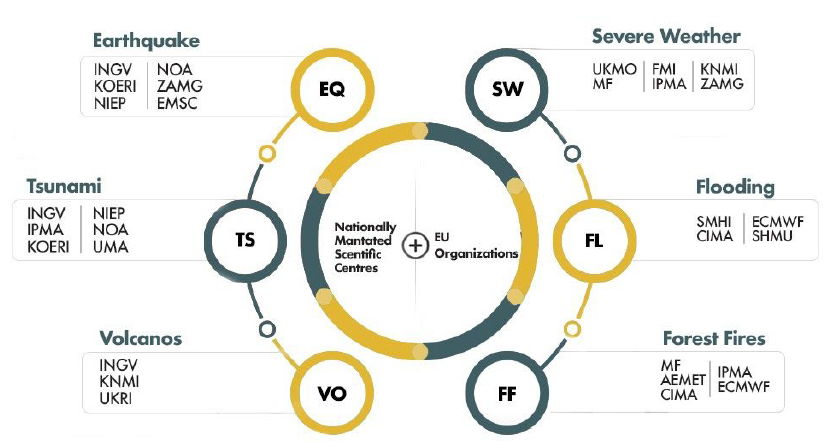 Earthquake
INGV NOA
KOERI ZAMG
NIEP EMSC
EQ
Severe Weather
UKMO FMI KNMI
MF IPMA ZAMG
SW
Tsunami
INGV NIEP
IPMA NOA
KOERI UMA
TS
Nationally
Mantated
Scentific
Centres
+
EU
Organizations
Flooding
SMHI ECMWF
CIMA SHMU
FL
Volcanos
INGV
KNMI
UKRI
VO
Forest Fires
MF IPMA
AEMET ECMWF
CIMA
FF